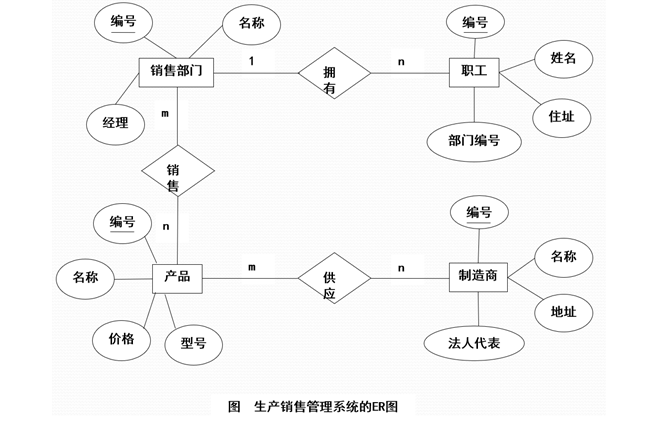 编号
名称
销售部门
1
拥
有
n
编号
职工
姓名
住址
经理
m
部门编号
销
售
编号
n
名称
产品
m
供
应
n
编号
制造商
名称
地址
价格
型号
法人代表
图 生产销售管理系统的ER图